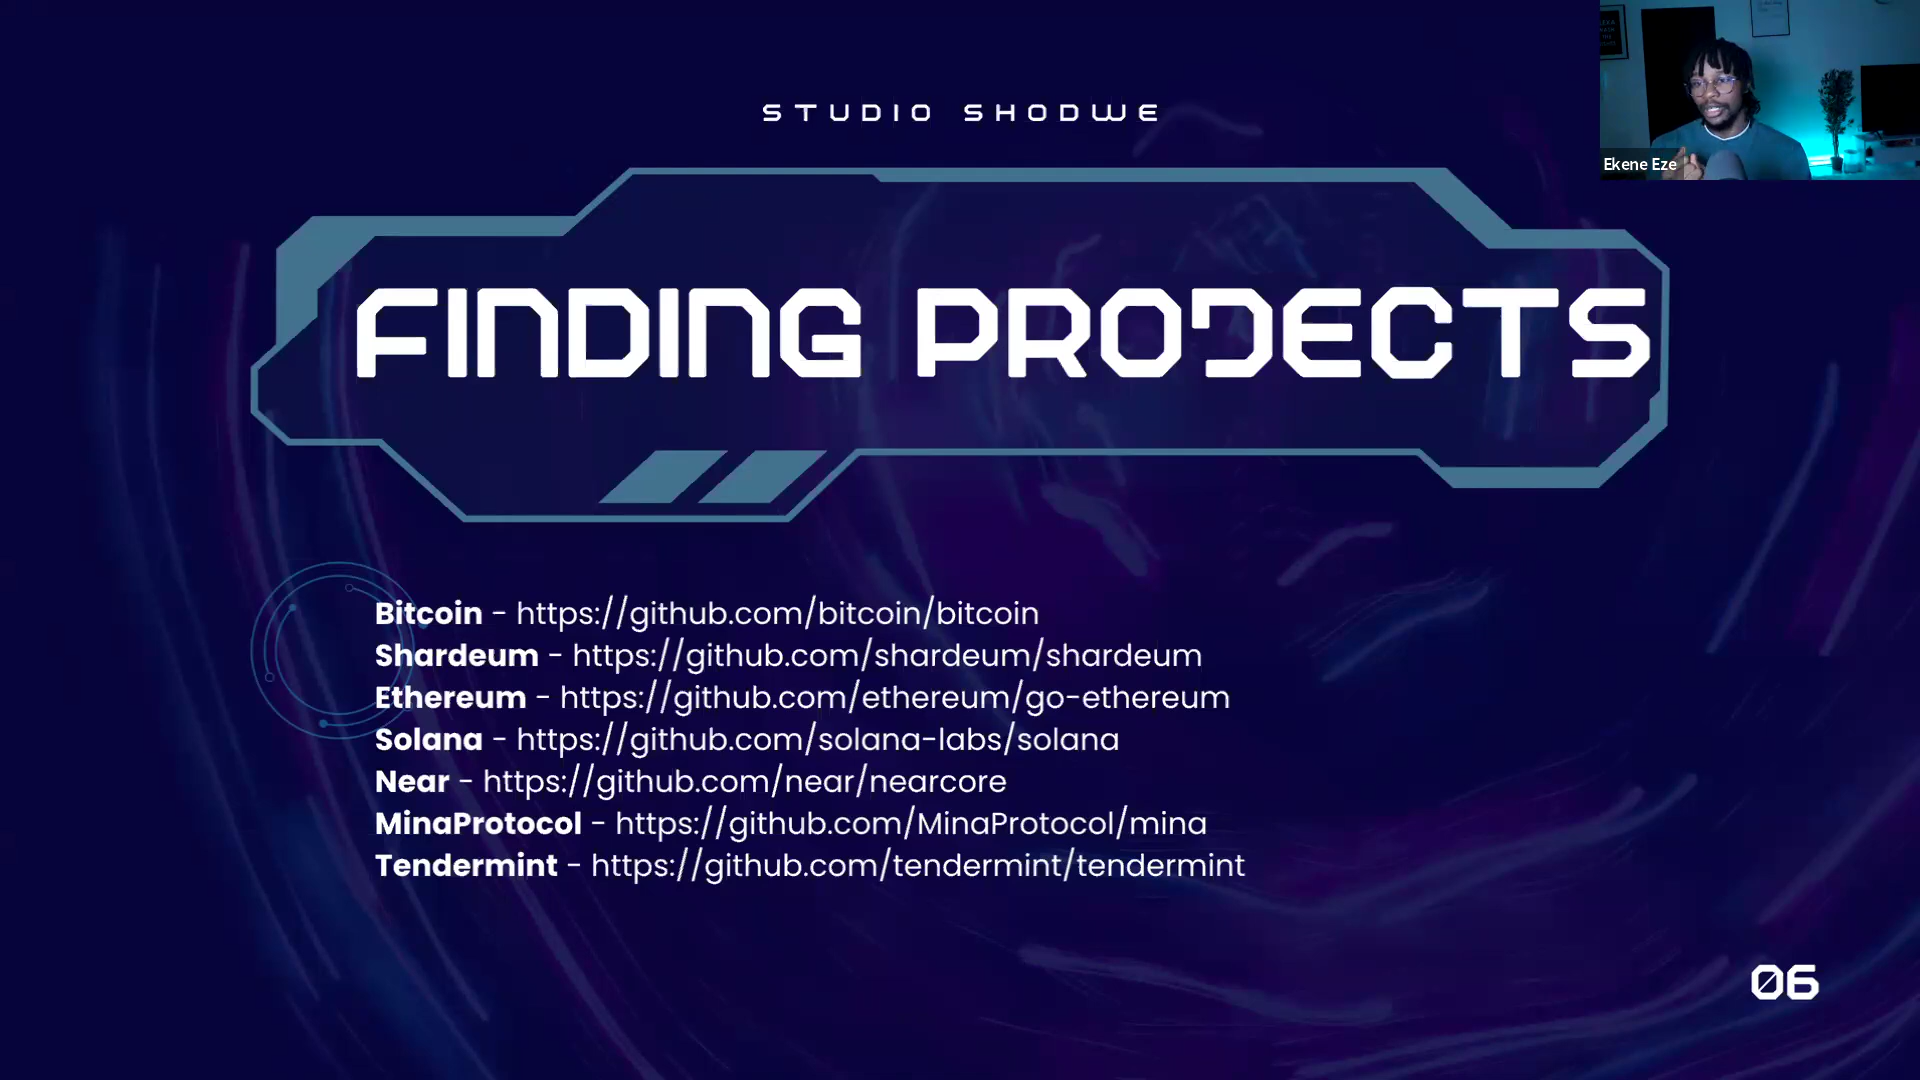 STUDIO SHODWE
Ekene Eze
FINDING PROJECTS
Bitcoin - https://github.com/bitcoin/bitcoin
Shardeum - https://github.com/shardeum/shardeum
Ethereum - https://github.com/ethereum/go-ethereum
Solana - https://github.com/solana-labs/solana
Near - https://github.com/near/nearcore
MinaProtocol - https://github.com/MinaProtocol/mina
Tendermint - https://github.com/tendermint/tendermint
06